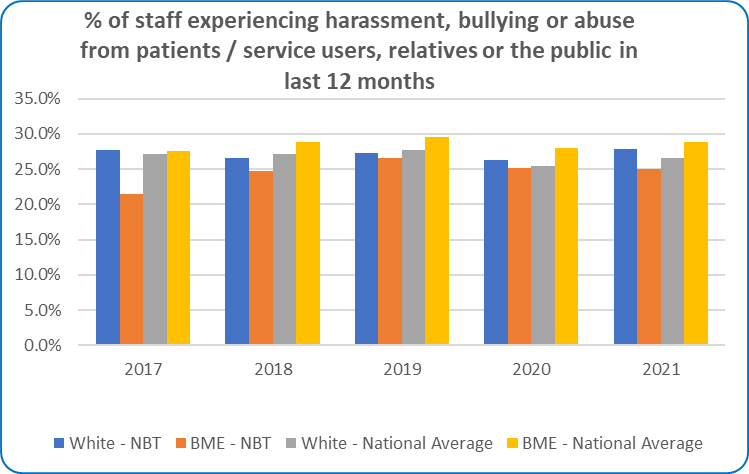 % of staff experiencing harassment, bullying or abuse
from patients / service users, relatives or the public in
last 12 months
35.0%
30.0%
25.0%
20.0%
15.0%
10.0%
5.0%
0.0%
2017 2018 2019 2020 2021
White - NBT BME - NBT White - National Average BME - National Average